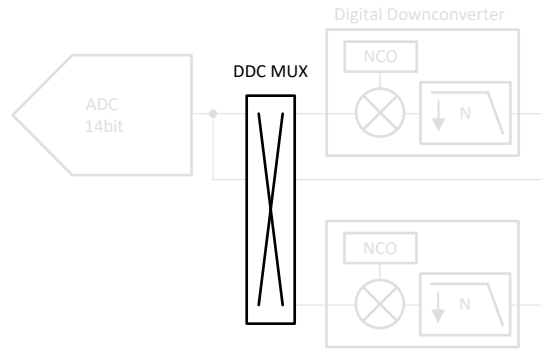 Digital Downconverter
NCO
DDC MUX
ADC
14bit
N
NCO
N